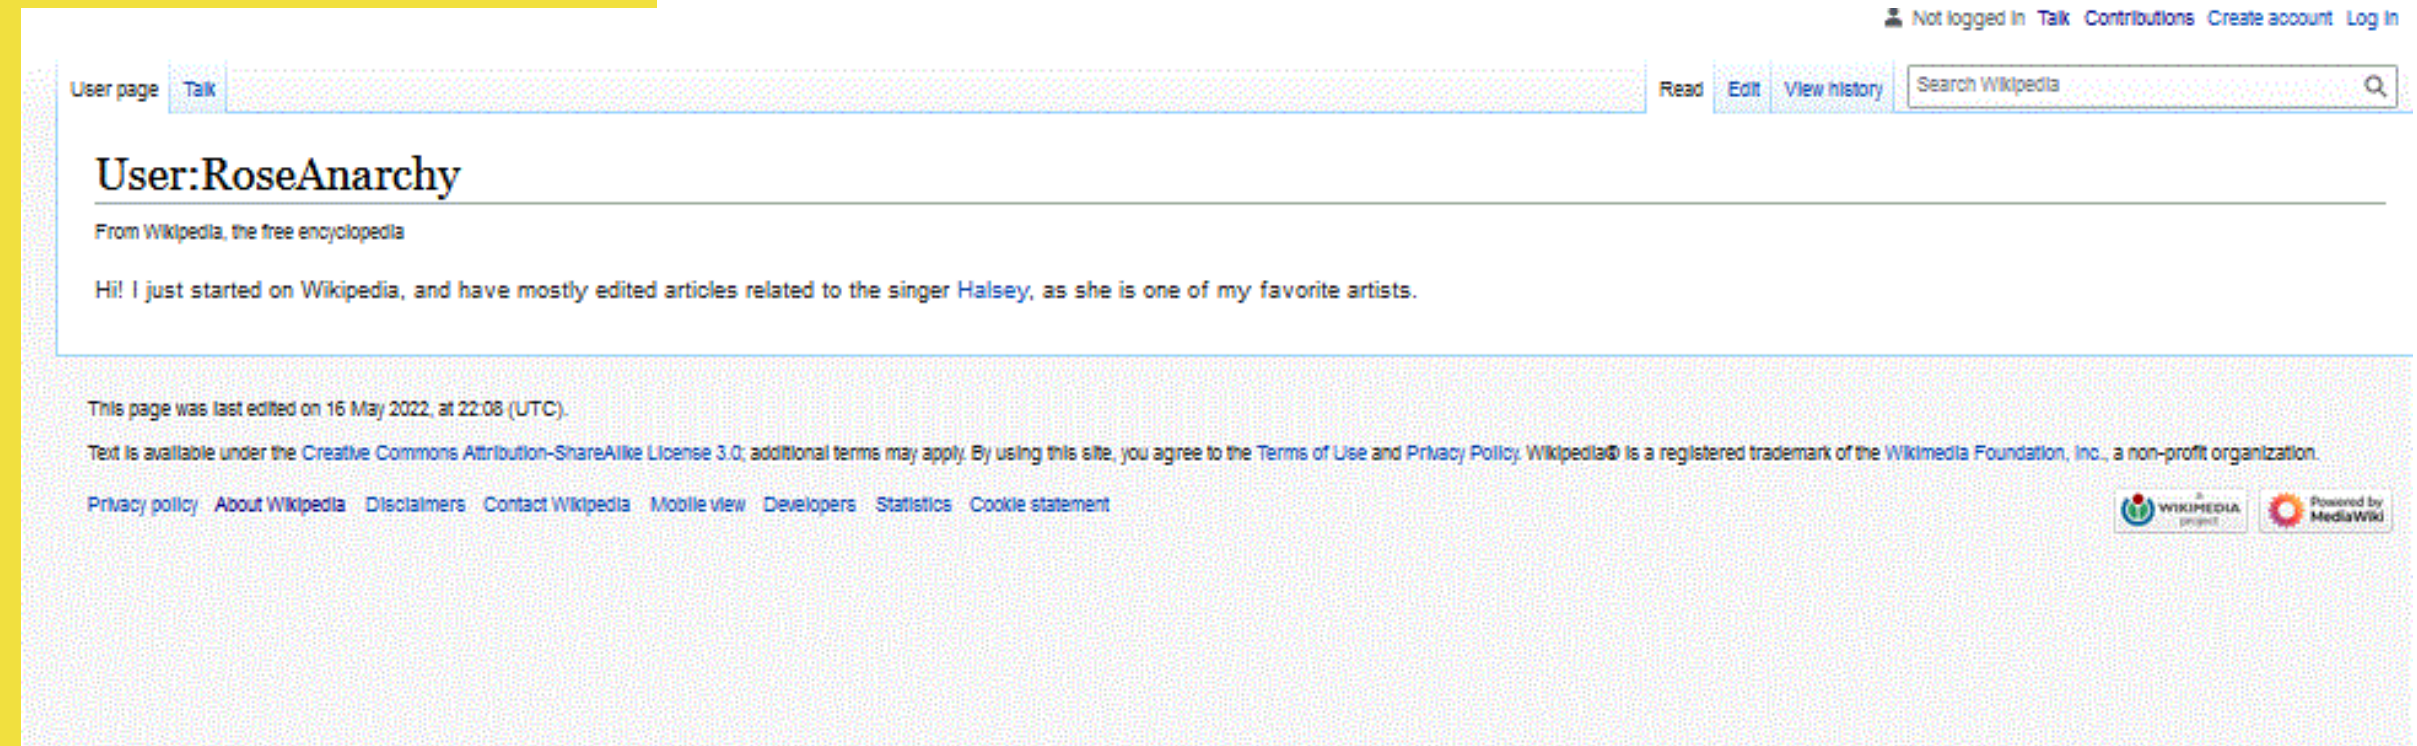 Not logged in Talk Contributions Create account Log in
User page Talk Read Edit View history Search Wikipedia
User:RoseAnarchy
From Wikipedia, the free encyclopedia
Hi! I just started on Wikipedia, and have mostly edited articles related to the singer Halsey, as she is one of my favorite artists.
This page was last edited on 16 May 2022, at 22:08 (UTC).
Text is available under the Creative Commons Attribution-ShareAlike License 3.0; additional terms may apply. By using this site, you agree to the Terms of Use and Privacy Policy. Wikipedia® is a registered trademark of the Wikimedia Foundation, Inc., a non-profit organization.
Privacy policy About Wikipedia Disclaimers Contact Wikipedia Mobile view Developers Statistics Cookie statement
A WIKIMEDIA project
Powered by MediaWiki